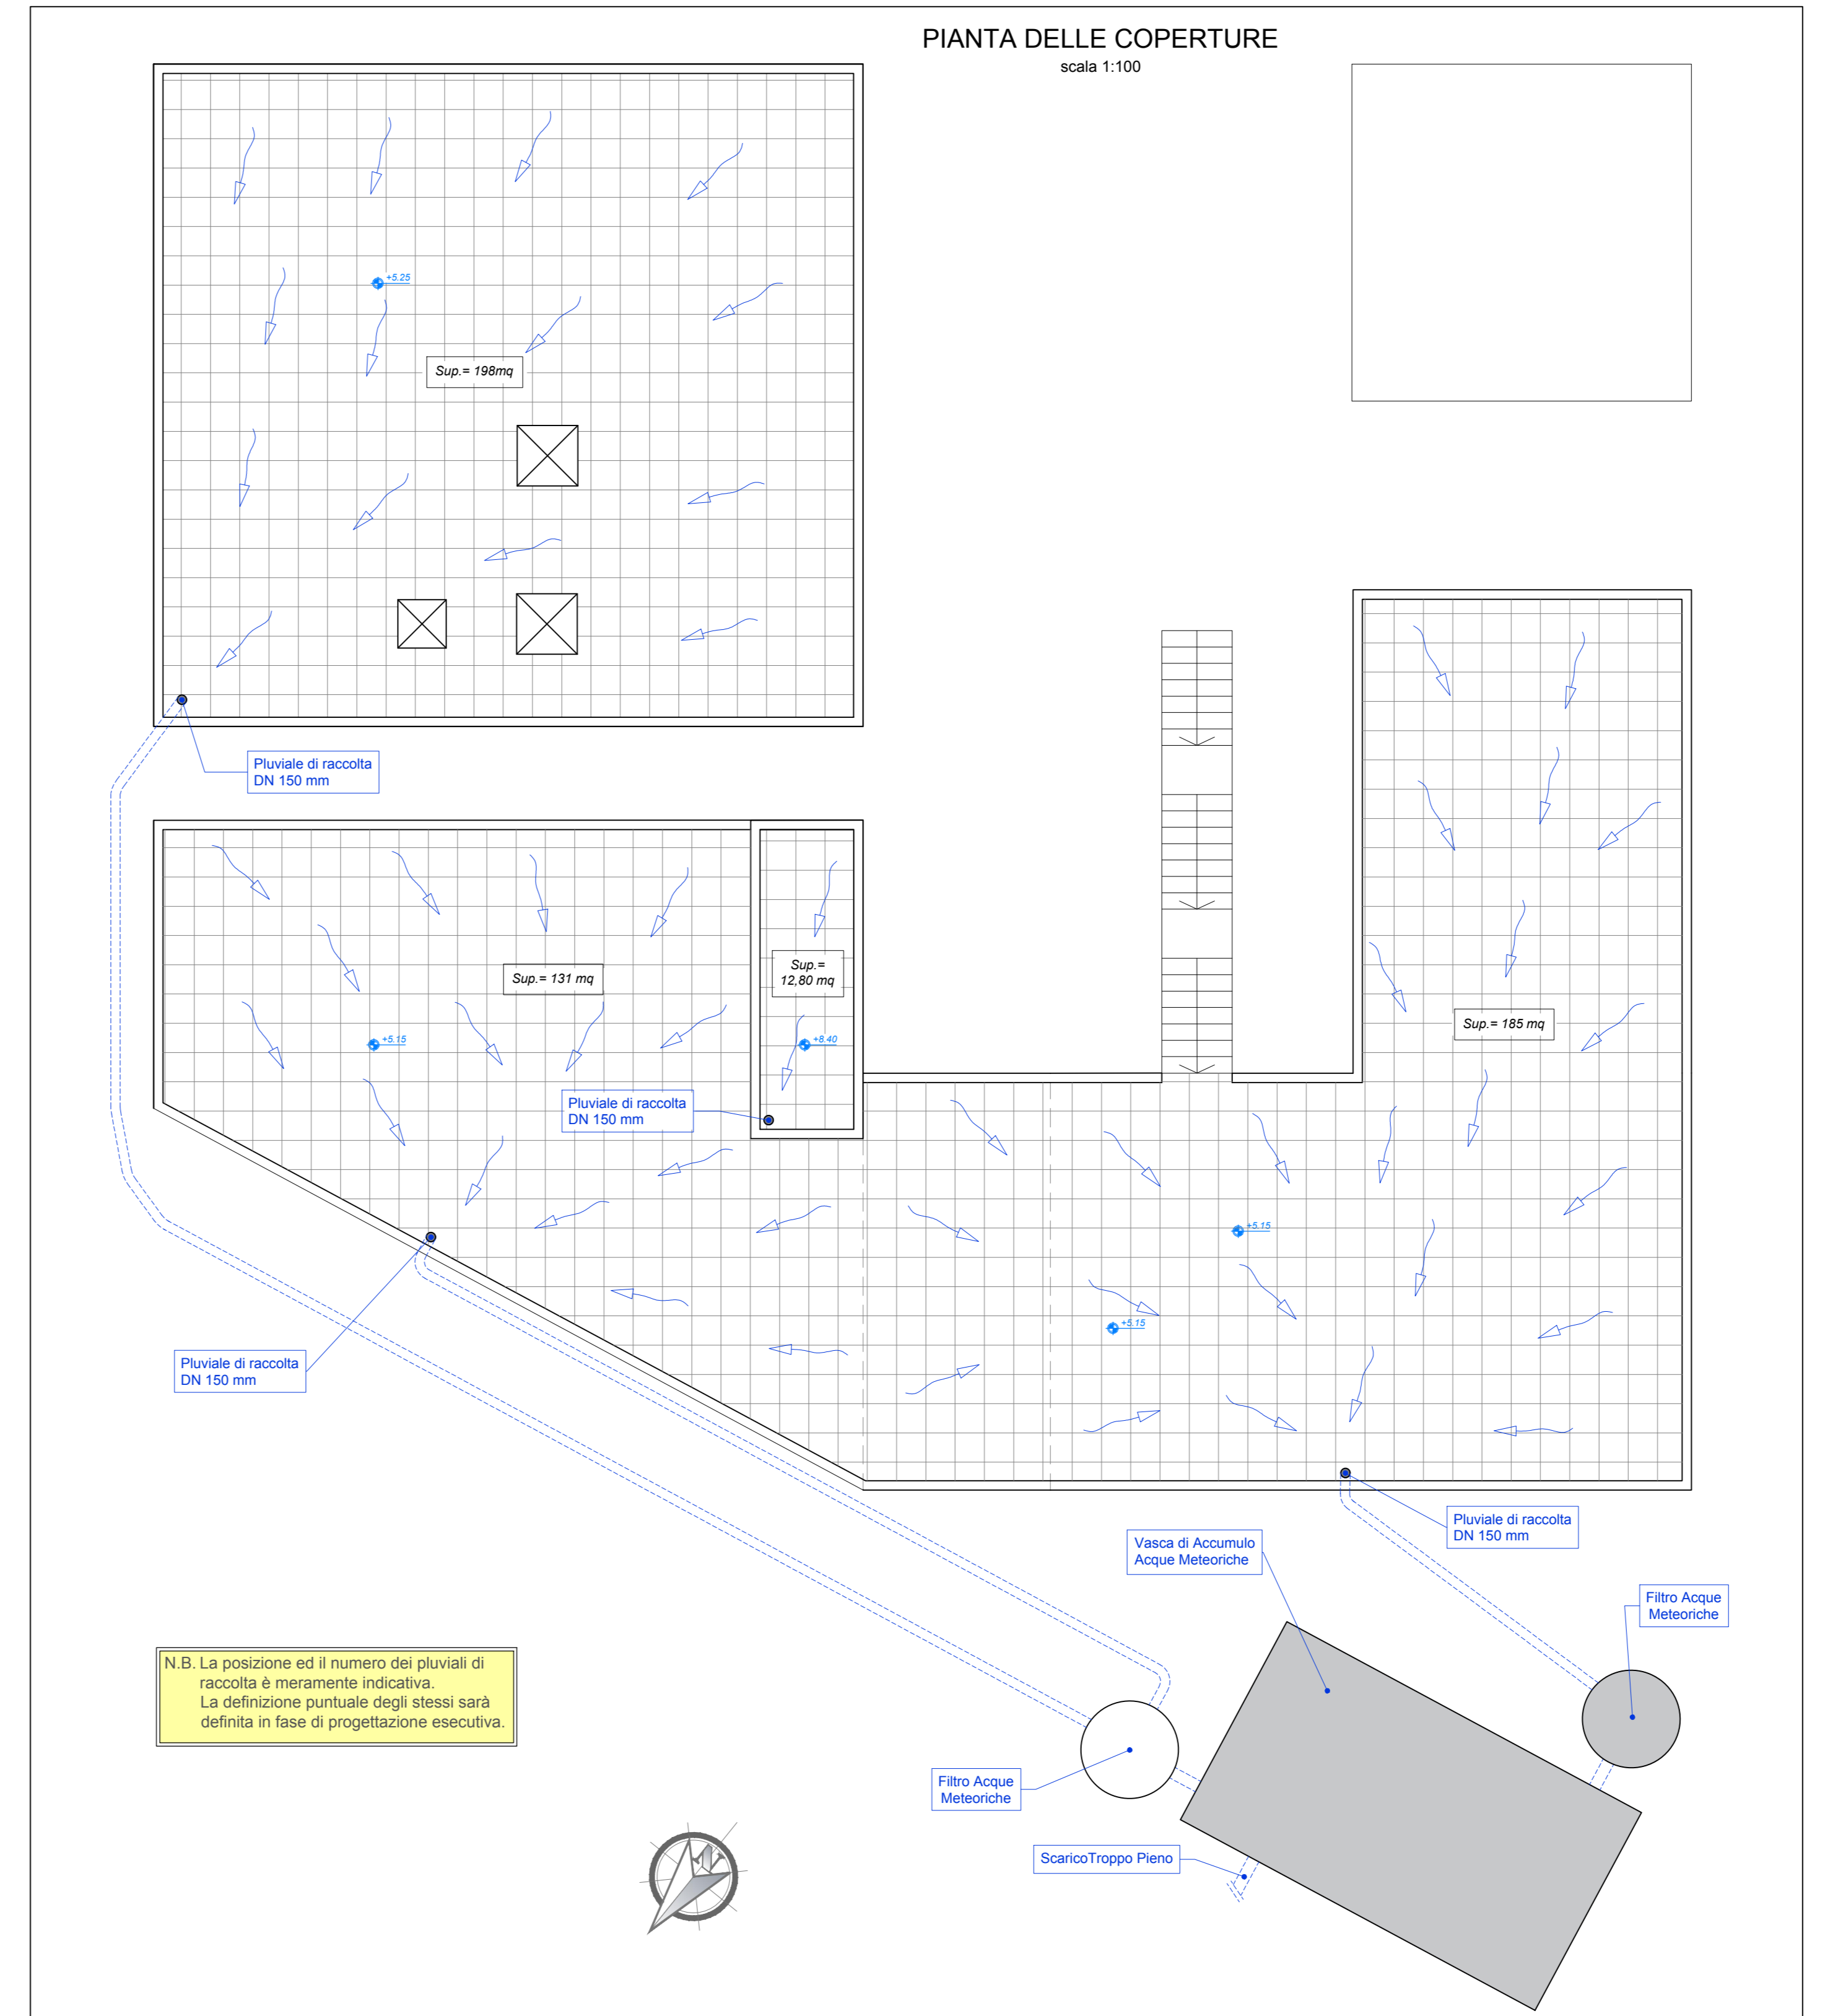 PIANTA DELLE COPERTURE
scala 1:100
+5.25
Sup.= 198mq
Pluviale di raccolta
DN 150 mm
Sup.= 131 mq
Sup.=
12,80 mq
+5.15
+8.40
Sup.= 185 mq
Pluviale di raccolta
DN 150 mm
+5.15
+5.15
Pluviale di raccolta
DN 150 mm
Pluviale di raccolta
DN 150 mm
Vasca di Accumulo
Acque Meteoriche
Filtro Acque
Meteoriche
N.B. La posizione ed il numero dei pluviali di
raccolta è meramente indicativa.
La definizione puntuale degli stessi sarà
definita in fase di progettazione esecutiva.
Filtro Acque
Meteoriche
N
ScaricoTroppo Pieno